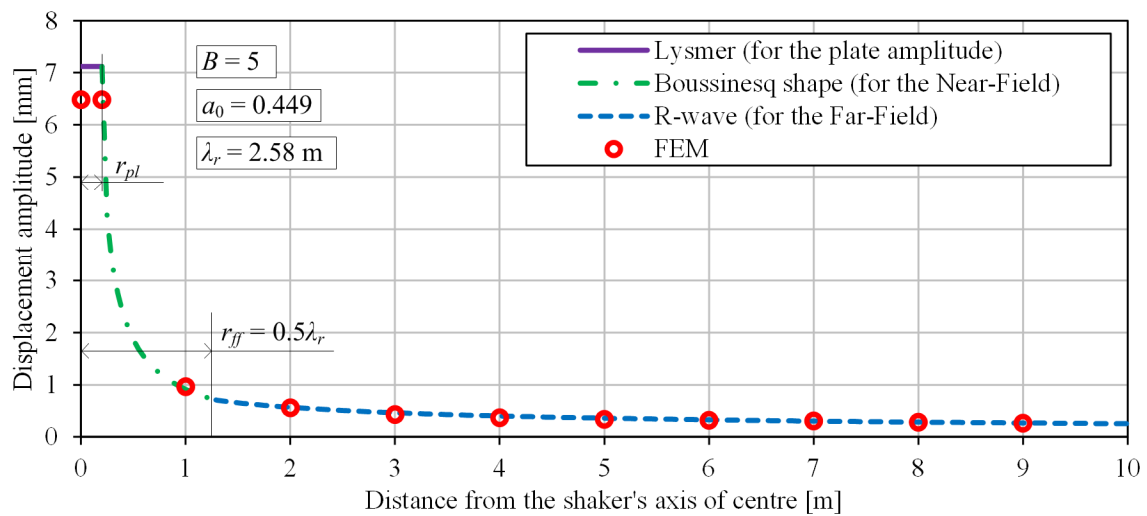 Displacement amplitude [mm]
8
7
6
5
4
3
2
1
0
B = 5
a0 = 0.449
λr = 2.58 m
rpl
rff = 0.5λr
Lysmer (for the plate amplitude)
Boussinesq shape (for the Near-Field)
R-wave (for the Far-Field)
FEM
0 1 2 3 4 5 6 7 8 9 10
Distance from the shaker's axis of centre [m]